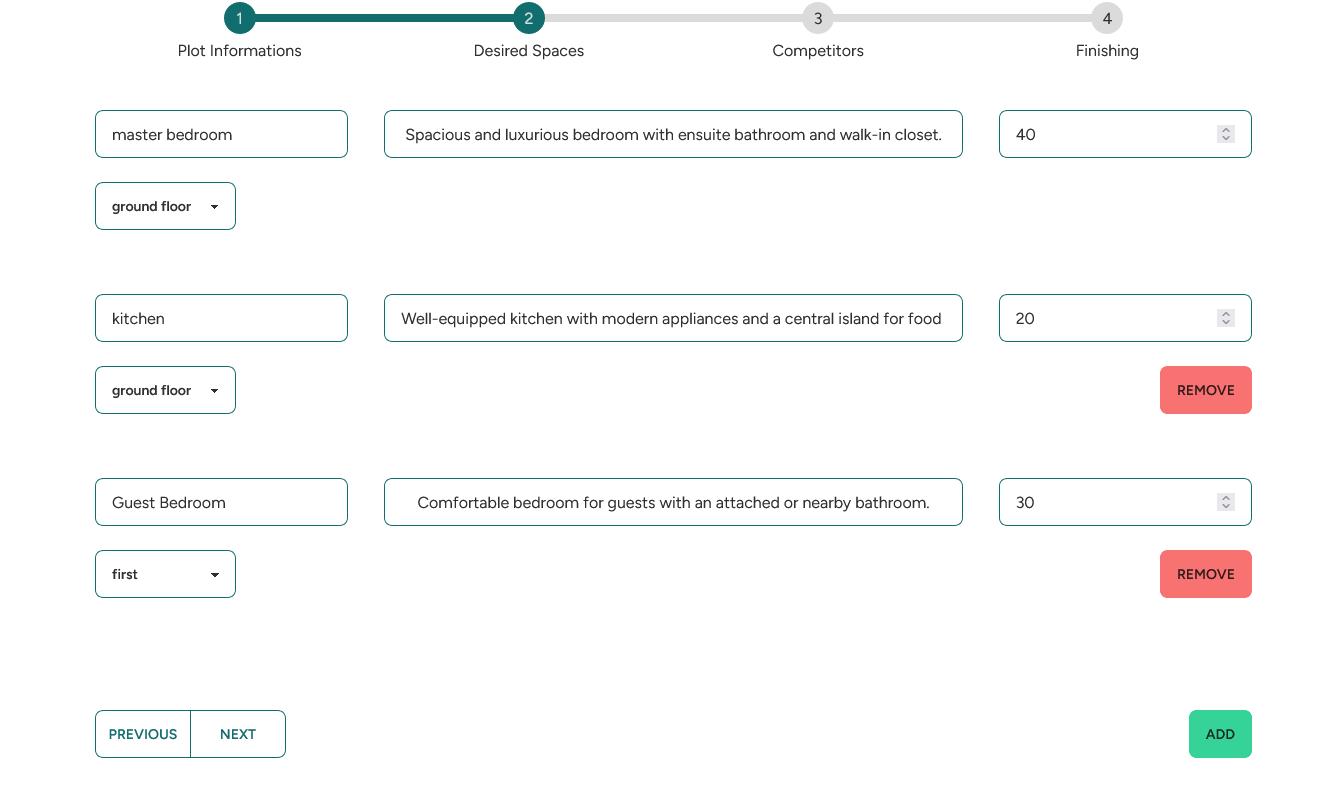 1 2 3 4
Plot Informations Desired Spaces Competitors Finishing
master bedroom Spacious and luxurious bedroom with ensuite bathroom and walk-in closet. 40
ground floor
kitchen Well-equipped kitchen with modern appliances and a central island for food 20
ground floor REMOVE
Guest Bedroom Comfortable bedroom for guests with an attached or nearby bathroom. 30
first REMOVE
PREVIOUS NEXT ADD